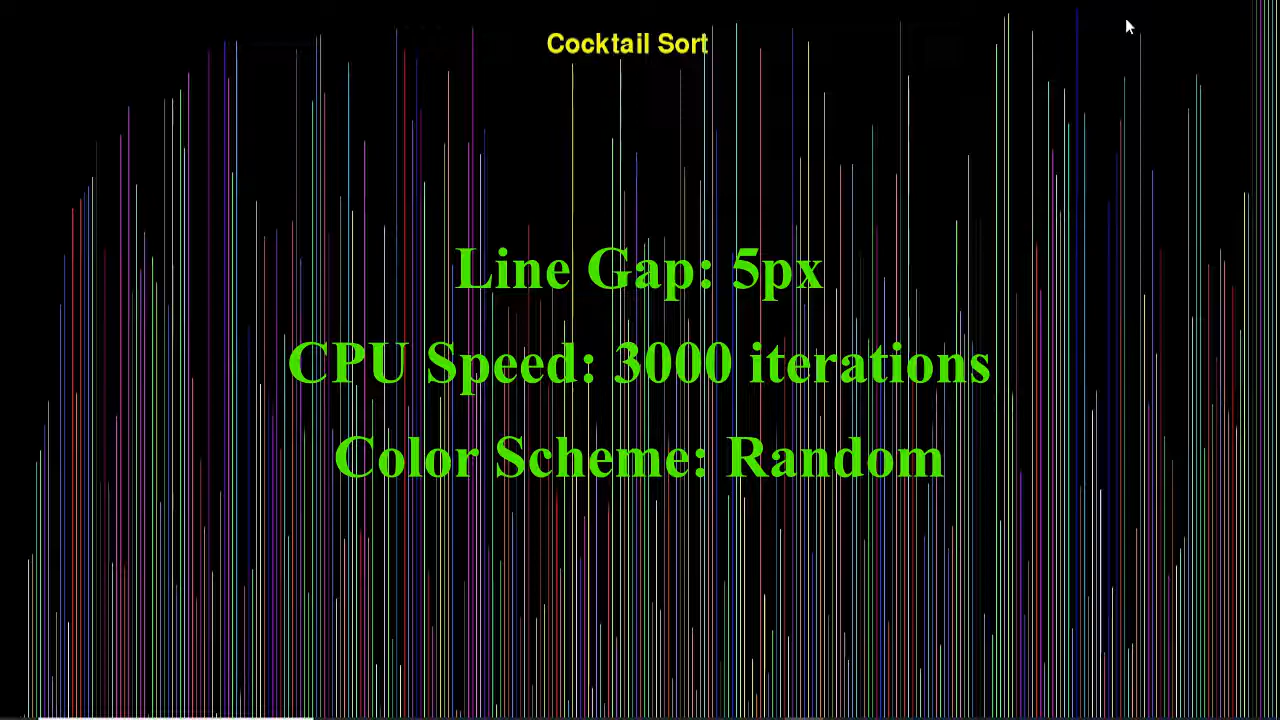 Cocktail Sort
Line Gap: 5px
CPU Speed: 3000 iterations
Color Scheme: Random